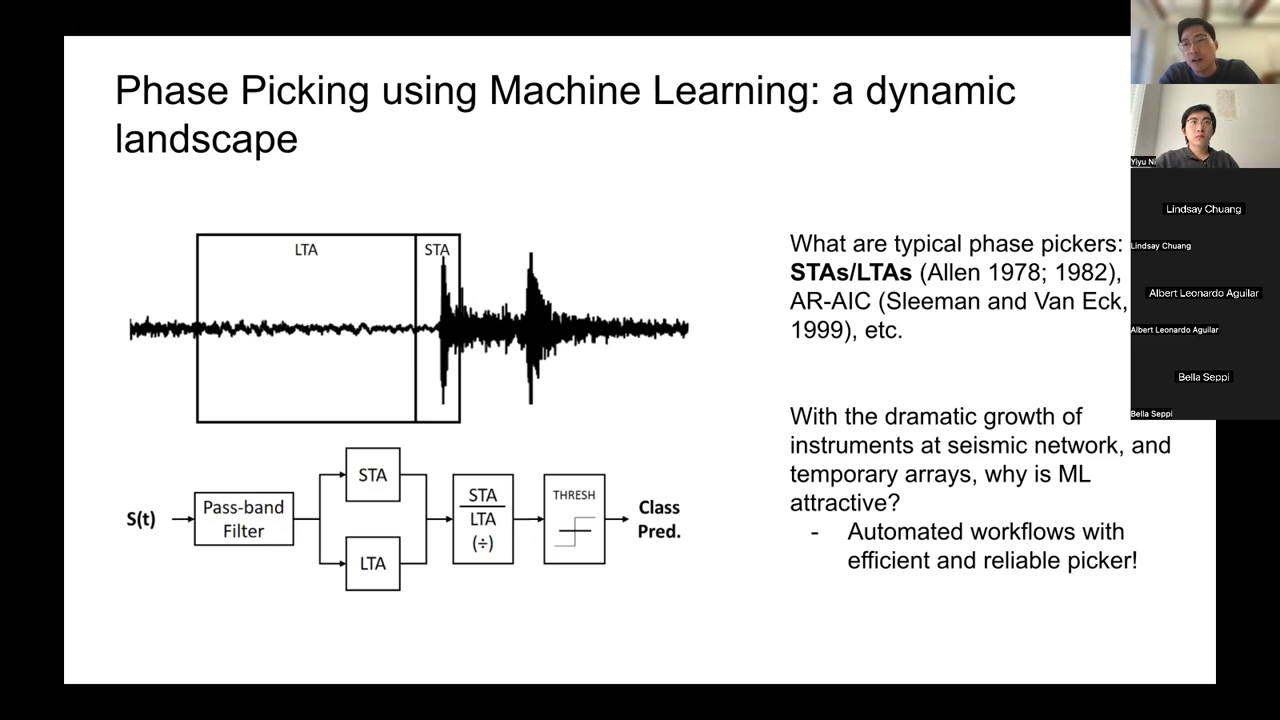 Phase Picking using Machine Learning: a dynamic
landscape
LTA
STA
What are typical phase pickers:
STAs/LTAs (Allen 1978; 1982),
AR-AIC (Sleeman and Van Eck,
1999), etc.
With the dramatic growth of
instruments at seismic network, and
temporary arrays, why is ML
attractive?
- Automated workflows with
efficient and reliable picker!
S(t)
Pass-band
Filter
STA
LTA
STA
LTA
(÷)
THRESH
Class
Pred.
Yiyu Ni
Lindsay Chuang
Lindsay Chuang
Albert Leonardo Aguilar
Albert Leonardo Aguilar
Bella Seppi
Bella Seppi